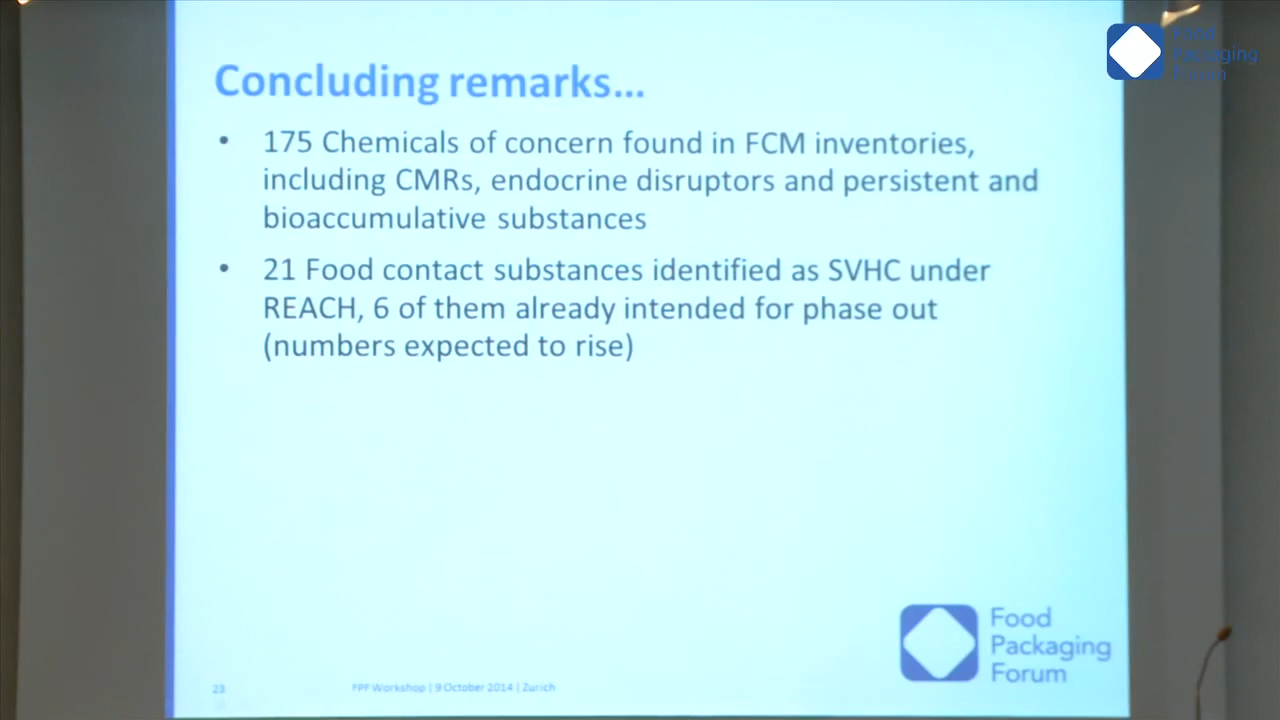 Food
Packaging
Forum
Concluding remarks...
• 175 Chemicals of concern found in FCM inventories,
including CMRs, endocrine disruptors and persistent and
bioaccumulative substances
• 21 Food contact substances identified as SVHC under
REACH, 6 of them already intended for phase out
(numbers expected to rise)
Food
Packaging
Forum
23
FPF Workshop | 9 October 2014 | Zurich